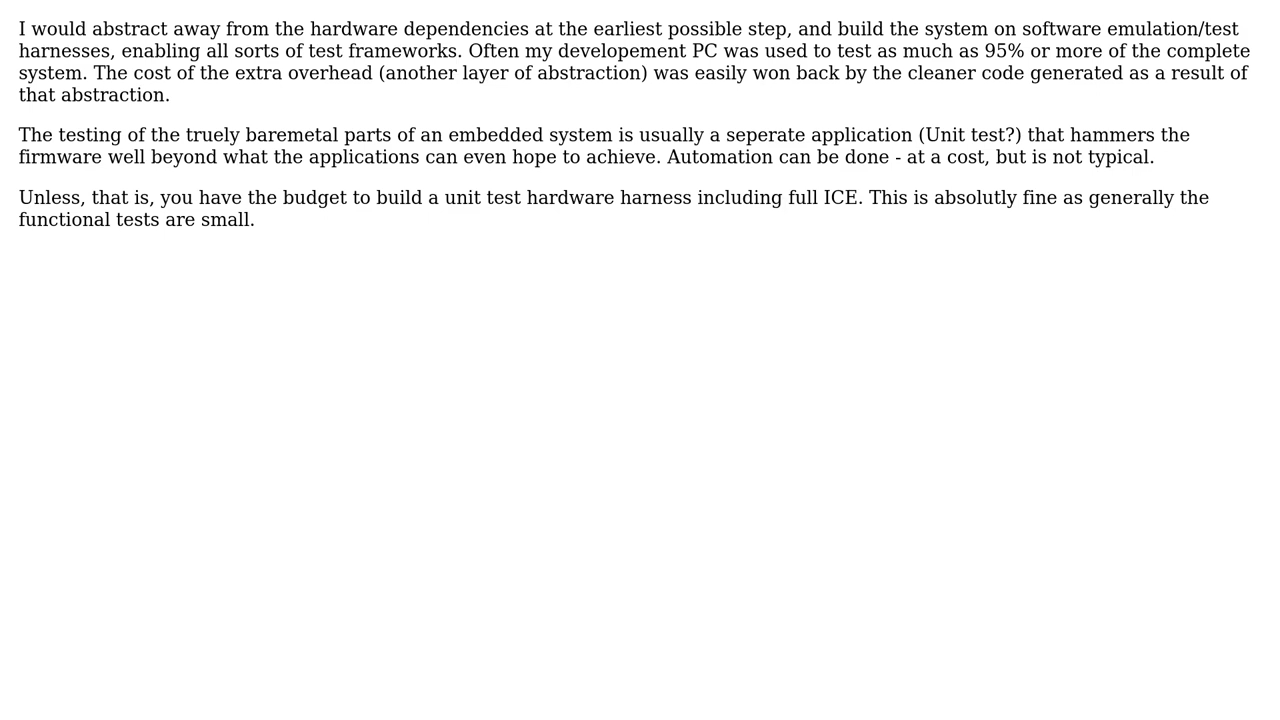 I would abstract away from the hardware dependencies at the earliest possible step, and build the system on software emulation/test
harnesses, enabling all sorts of test frameworks. Often my developement PC was used to test as much as 95% or more of the complete
system. The cost of the extra overhead (another layer of abstraction) was easily won back by the cleaner code generated as a result of
that abstraction.
The testing of the truely baremetal parts of an embedded system is usually a seperate application (Unit test?) that hammers the
firmware well beyond what the applications can even hope to achieve. Automation can be done - at a cost, but is not typical.
Unless, that is, you have the budget to build a unit test hardware harness including full ICE. This is absolutly fine as generally the
functional tests are small.